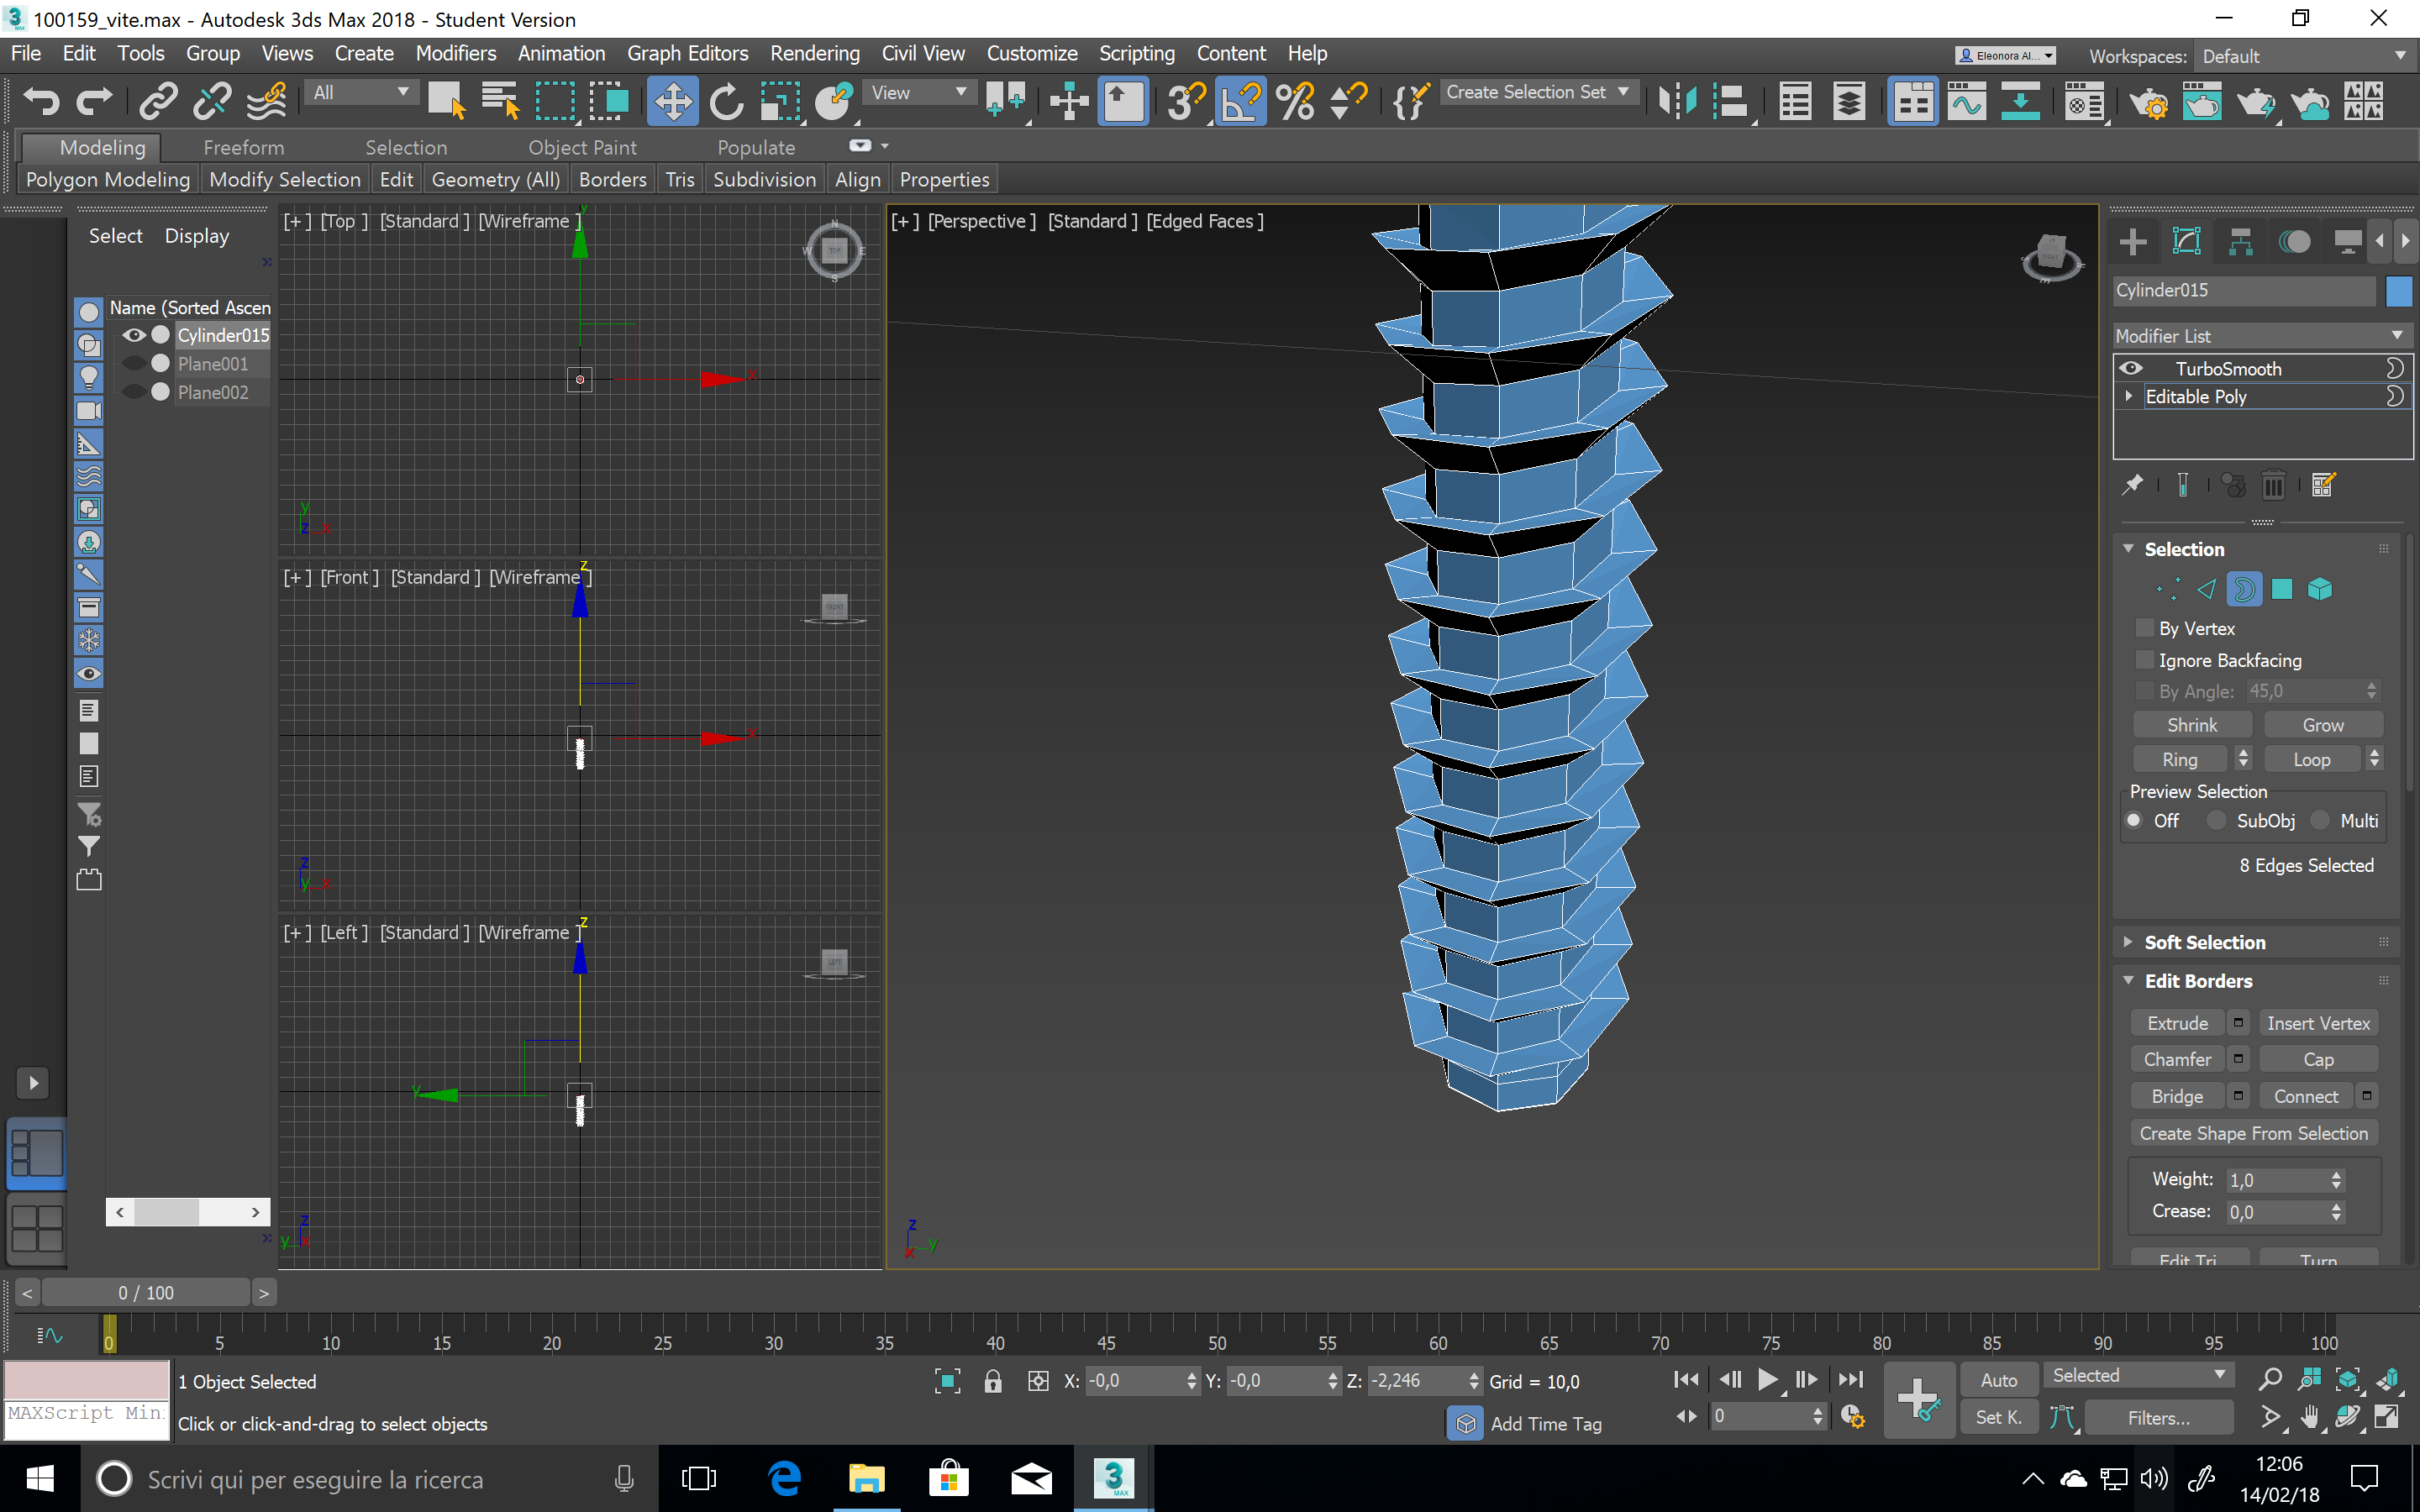 100159_vite.max - Autodesk 3ds Max 2018 - Student Version
File Edit Tools Group Views Create Modifiers Animation Graph Editors Rendering Civil View Customize Scripting Content Help
Eleonora Al... Workspaces: Default
All View Create Selection Set
Modeling Freeform Selection Object Paint Populate
Polygon Modeling Modify Selection Edit Geometry (All) Borders Tris Subdivision Align Properties
Select Display
Name (Sorted Ascen
Cylinder015
Plane001
Plane002
[+] [Top ] [Standard ] [Wireframe ]
[+] [Front ] [Standard ] [Wireframe ]
[+] [Left ] [Standard ] [Wireframe ]
[+] [Perspective ] [Standard ] [Edged Faces ]
Cylinder015
Modifier List
TurboSmooth
Editable Poly
Selection
By Vertex
Ignore Backfacing
By Angle: 45,0
Shrink Grow
Ring Loop
Preview Selection
Off SubObj Multi
8 Edges Selected
Soft Selection
Edit Borders
Extrude Insert Vertex
Chamfer Cap
Bridge Connect
Create Shape From Selection
Weight: 1,0
Crease: 0,0
Edit Tri. Turn
< 0 / 100 >
0 5 10 15 20 25 30 35 40 45 50 55 60 65 70 75 80 85 90 95 100
1 Object Selected
X: -0,0 Y: -0,0 Z: -2,246 Grid = 10,0
Auto Selected
MAXScript Min
Click or click-and-drag to select objects
Add Time Tag
0
Set K. Filters...
Scrivi qui per eseguire la ricerca
3 MAX
12:06
14/02/18